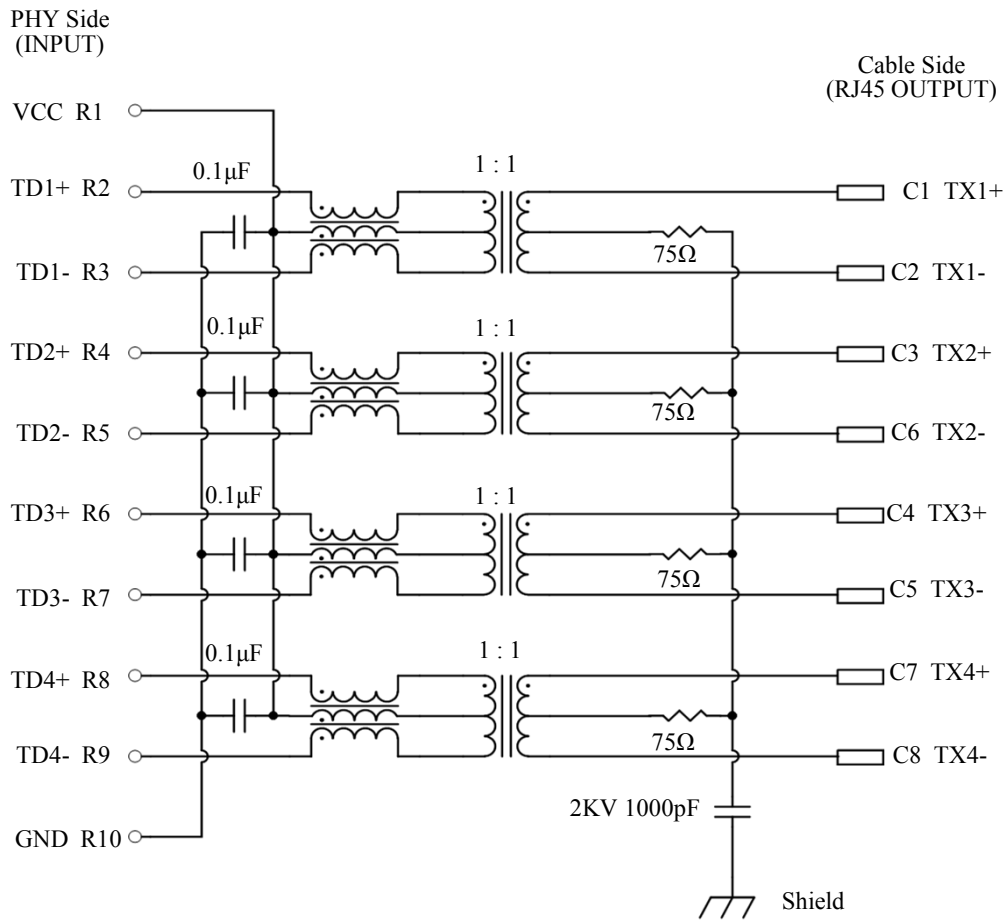 PHY Side
(INPUT)
Cable Side
(RJ45 OUTPUT)
VCC R1
0.1μF
1 : 1
TD1+ R2
C1 TX1+
75Ω
TD1- R3
C2 TX1-
0.1μF
1 : 1
TD2+ R4
C3 TX2+
75Ω
TD2- R5
C6 TX2-
0.1μF
1 : 1
TD3+ R6
C4 TX3+
75Ω
TD3- R7
C5 TX3-
0.1μF
1 : 1
TD4+ R8
C7 TX4+
75Ω
TD4- R9
C8 TX4-
2KV 1000pF
GND R10
Shield